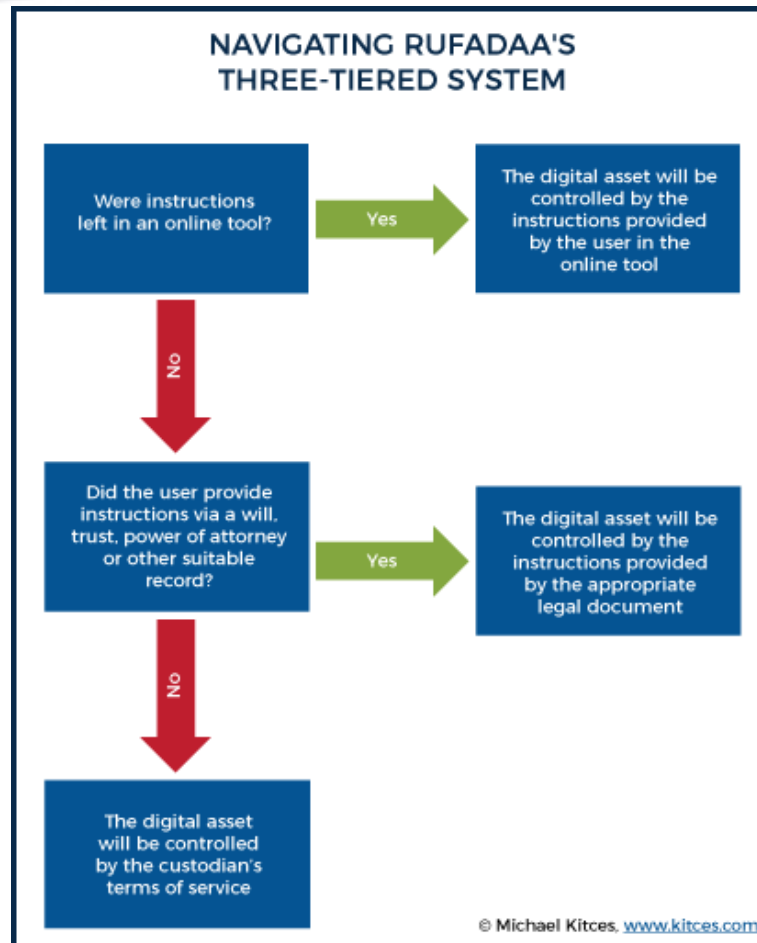 NAVIGATING RUFADAA'S
THREE-TIERED SYSTEM
Were instructions
left in an online tool?
Yes
The digital asset will be
controlled by the
instructions provided
by the user in the
online tool
No
Did the user provide
instructions via a will,
trust, power of attorney
or other suitable
record?
Yes
The digital asset will be
controlled by the
instructions provided
by the appropriate
legal document
No
The digital asset
will be controlled
by the custodian's
terms of service
© Michael Kitces, www.kitces.com